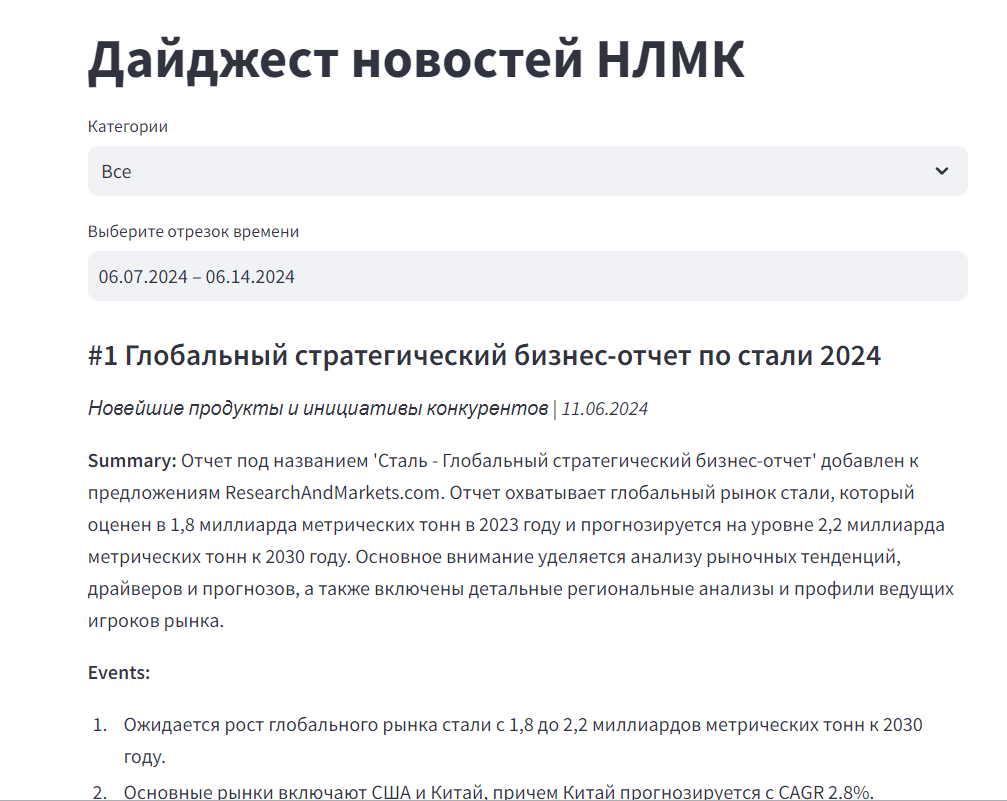 Дайджест новостей НЛМК
Категории
Все
Выберите отрезок времени
06.07.2024 – 06.14.2024
#1 Глобальный стратегический бизнес-отчет по стали 2024
Новейшие продукты и инициативы конкурентов | 11.06.2024
Summary: Отчет под названием 'Сталь - Глобальный стратегический бизнес-отчет' добавлен к
предложениям ResearchAndMarkets.com. Отчет охватывает глобальный рынок стали, который
оценен в 1,8 миллиарда метрических тонн в 2023 году и прогнозируется на уровне 2,2 миллиарда
метрических тонн к 2030 году. Основное внимание уделяется анализу рыночных тенденций,
драйверов и прогнозов, а также включены детальные региональные анализы и профили ведущих
игроков рынка.
Events:
1. Ожидается рост глобального рынка стали с 1,8 до 2,2 миллиардов метрических тонн к 2030
году.
2. Основные рынки включают США и Китай, причем Китай прогнозируется с CAGR 2.8%.